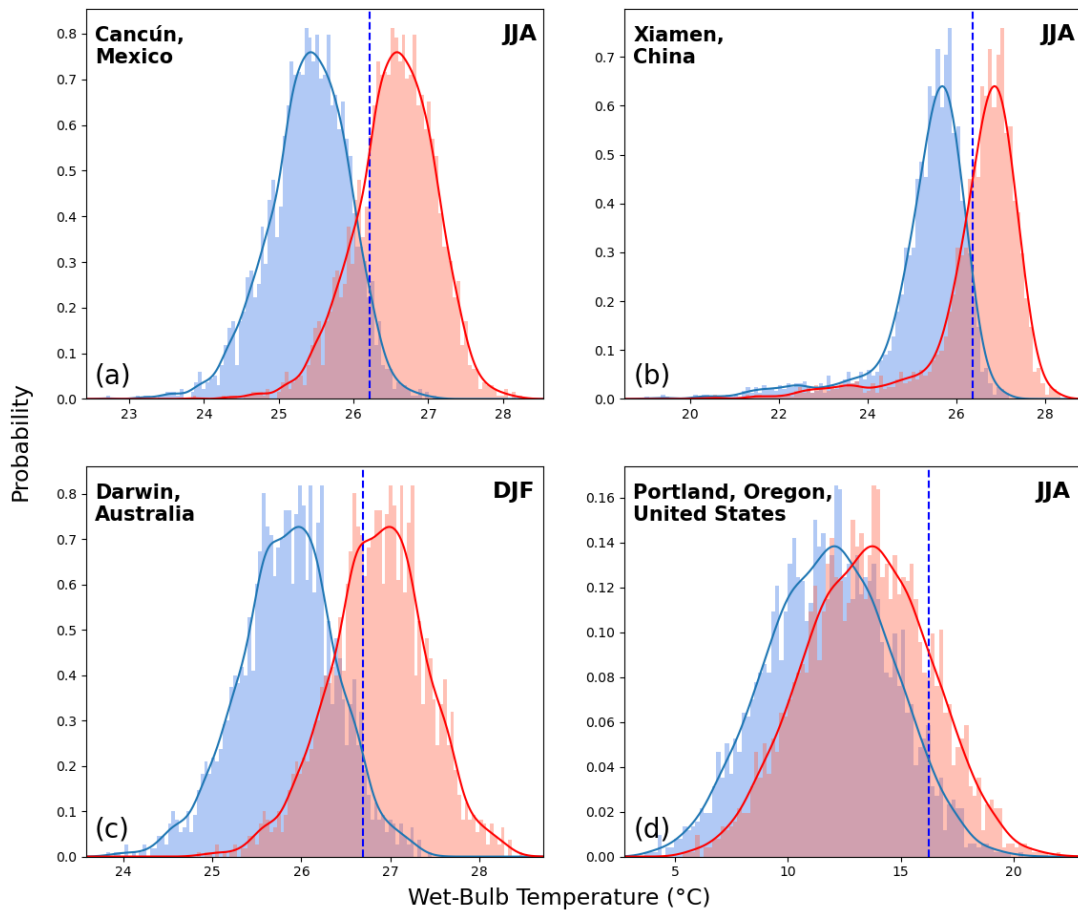 Cancún,
Mexico
JJA
0.8
0.7
0.6
0.5
0.4
0.3
0.2
0.1
0.0
(a)
23 24 25 26 27 28
Xiamen,
China
JJA
0.7
0.6
0.5
0.4
0.3
0.2
0.1
0.0
(b)
20 22 24 26 28
Probability
Darwin,
Australia
DJF
0.8
0.7
0.6
0.5
0.4
0.3
0.2
0.1
0.0
(c)
24 25 26 27 28
Portland, Oregon,
United States
JJA
0.16
0.14
0.12
0.10
0.08
0.06
0.04
0.02
0.00
(d)
5 10 15 20
Wet-Bulb Temperature (°C)